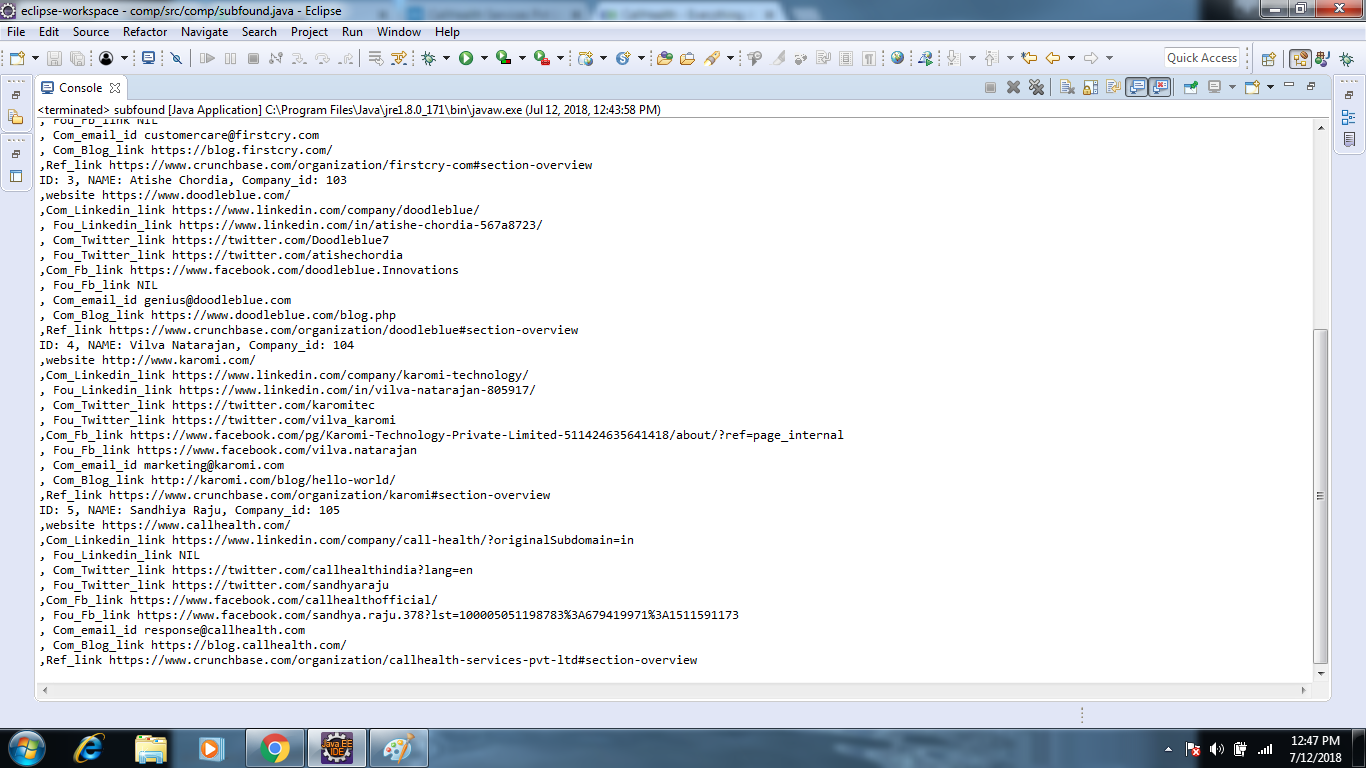 eclipse-workspace - comp/src/comp/subfound.java - Eclipse
File Edit Source Refactor Navigate Search Project Run Window Help
Quick Access
Console
<terminated> subfound [Java Application] C:\Program Files\Java\jre1.8.0_171\bin\javaw.exe (Jul 12, 2018, 12:43:58 PM)
, Fou_Fb_link NIL
, Com_email_id customercare@firstcry.com
, Com_Blog_link https://blog.firstcry.com/
,Ref_link https://www.crunchbase.com/organization/firstcry-com#section-overview
ID: 3, NAME: Atishe Chordia, Company_id: 103
,website https://www.doodleblue.com/
,Com_Linkedin_link https://www.linkedin.com/company/doodleblue/
, Fou_Linkedin_link https://www.linkedin.com/in/atishe-chordia-567a8723/
, Com_Twitter_link https://twitter.com/Doodleblue7
, Fou_Twitter_link https://twitter.com/atishechordia
,Com_Fb_link https://www.facebook.com/doodleblue.Innovations
, Fou_Fb_link NIL
, Com_email_id genius@doodleblue.com
, Com_Blog_link https://www.doodleblue.com/blog.php
,Ref_link https://www.crunchbase.com/organization/doodleblue#section-overview
ID: 4, NAME: Vilva Natarajan, Company_id: 104
,website http://www.karomi.com/
,Com_Linkedin_link https://www.linkedin.com/company/karomi-technology/
, Fou_Linkedin_link https://www.linkedin.com/in/vilva-natarajan-805917/
, Com_Twitter_link https://twitter.com/karomitec
, Fou_Twitter_link https://twitter.com/vilva_karomi
,Com_Fb_link https://www.facebook.com/pg/Karomi-Technology-Private-Limited-511424635641418/about/?ref=page_internal
, Fou_Fb_link https://www.facebook.com/vilva.natarajan
, Com_email_id marketing@karomi.com
, Com_Blog_link http://karomi.com/blog/hello-world/
,Ref_link https://www.crunchbase.com/organization/karomi#section-overview
ID: 5, NAME: Sandhiya Raju, Company_id: 105
,website https://www.callhealth.com/
,Com_Linkedin_link https://www.linkedin.com/company/call-health/?originalSubdomain=in
, Fou_Linkedin_link NIL
, Com_Twitter_link https://twitter.com/callhealthindia?lang=en
, Fou_Twitter_link https://twitter.com/sandhyaraju
,Com_Fb_link https://www.facebook.com/callhealthofficial/
, Fou_Fb_link https://www.facebook.com/sandhya.raju.378?lst=100005051198783%3A679419971%3A1511591173
, Com_email_id response@callhealth.com
, Com_Blog_link https://blog.callhealth.com/
,Ref_link https://www.crunchbase.com/organization/callhealth-services-pvt-ltd#section-overview
Java EE
IDE
12:47 PM
7/12/2018